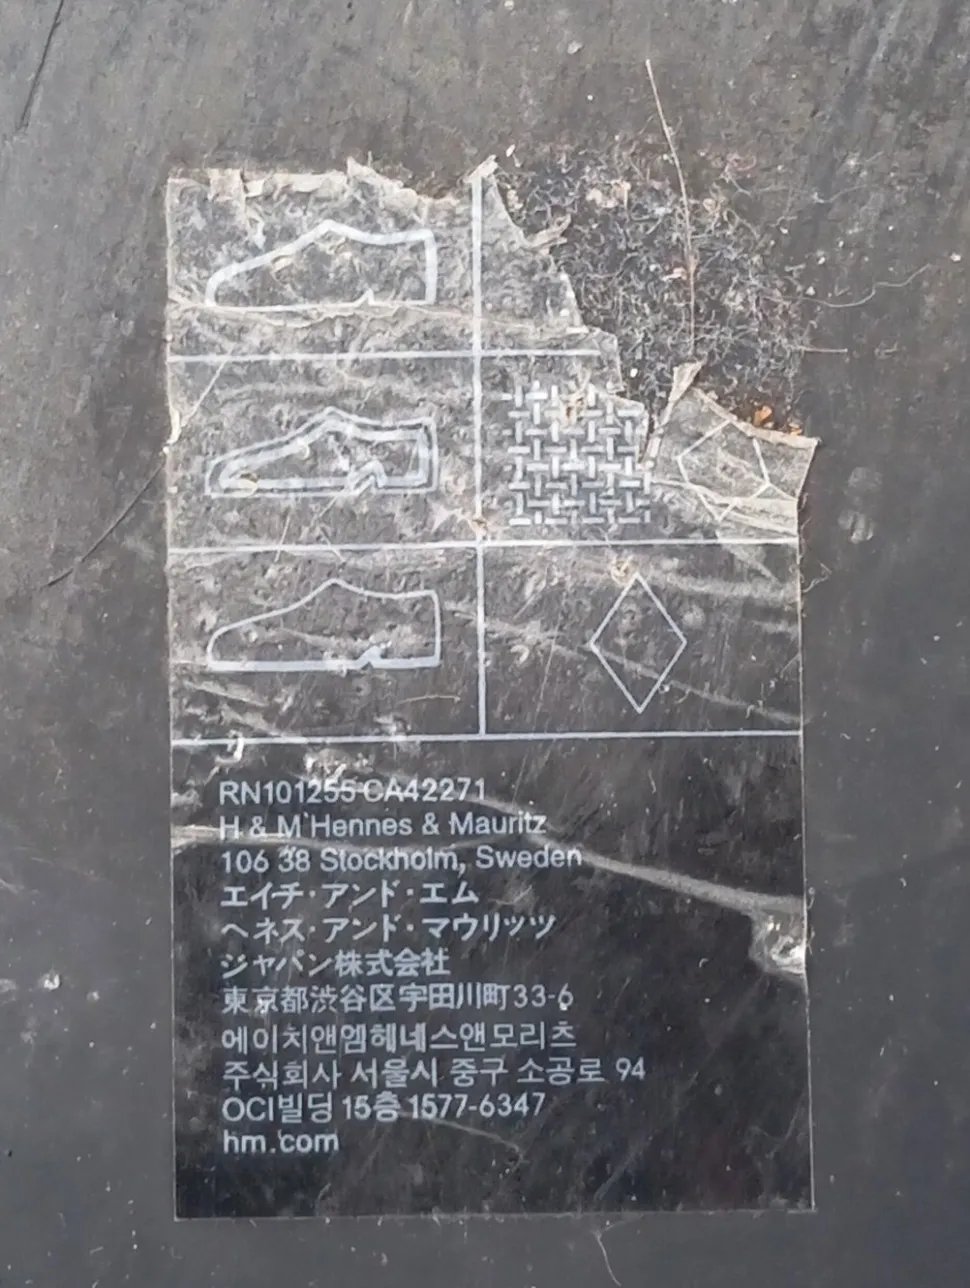 RN101255 CA42271
H & M Hennes & Mauritz
106 38 Stockholm, Sweden
エイチ・アンド・エム
ヘネス・アンド・マウリッツ
ジャパン株式会社
東京都渋谷区宇田川町33-6
에이치앤엠헤네스앤모리츠
주식회사 서울시 중구 소공로 94
OCI빌딩 15층 1577-6347
hm.com